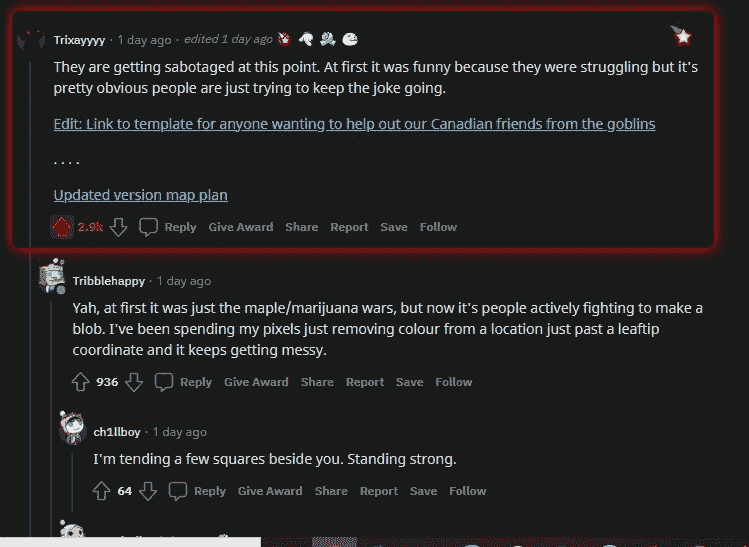 Trixayyyy · 1 day ago · edited 1 day ago
They are getting sabotaged at this point. At first it was funny because they were struggling but it's
pretty obvious people are just trying to keep the joke going.
Edit: Link to template for anyone wanting to help out our Canadian friends from the goblins
. . . .
Updated version map plan
2.9k Reply Give Award Share Report Save Follow
Tribblehappy · 1 day ago
Yah, at first it was just the maple/marijuana wars, but now it's people actively fighting to make a
blob. I've been spending my pixels just removing colour from a location just past a leaftip
coordinate and it keeps getting messy.
936 Reply Give Award Share Report Save Follow
ch1llboy · 1 day ago
I'm tending a few squares beside you. Standing strong.
64 Reply Give Award Share Report Save Follow